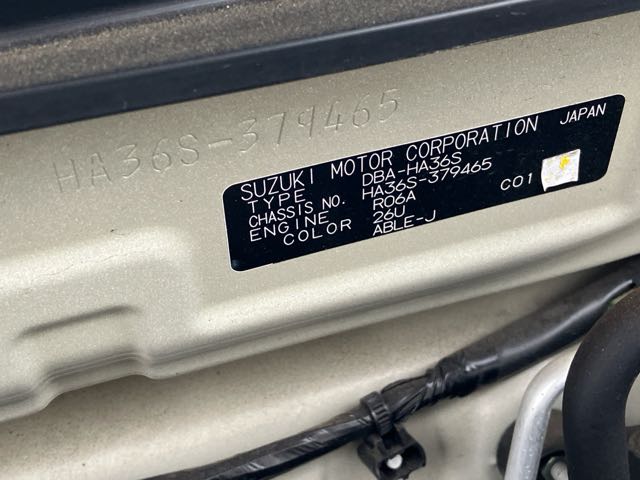 HA36S-379465
SUZUKI MOTOR CORPORATION JAPAN
TYPE DBA-HA36S
CHASSIS NO. HA36S-379465
ENGINE R06A C01
COLOR 26U
ABLE-J